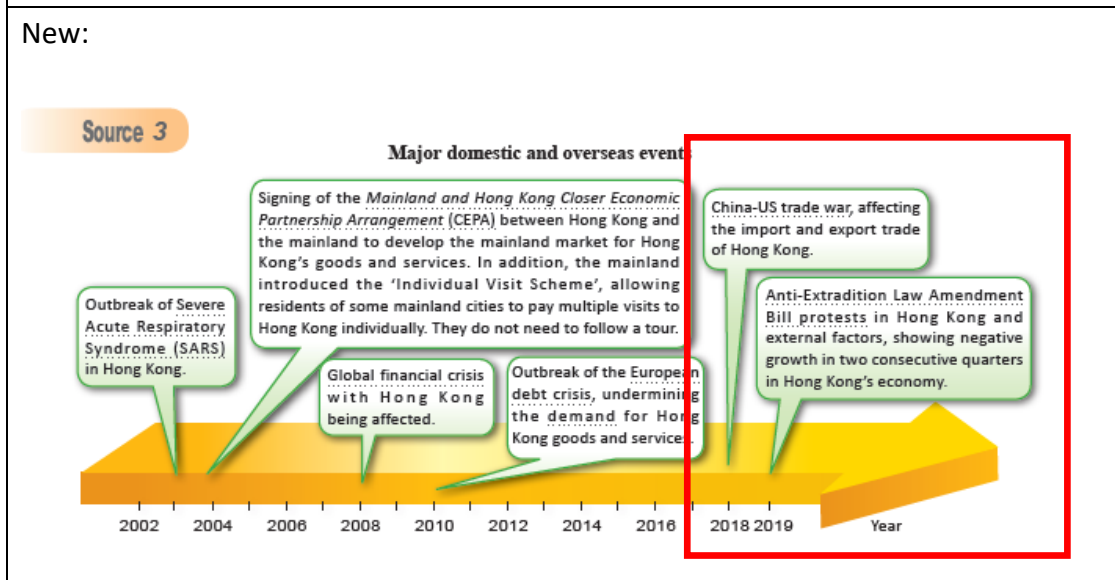 New:
Source 3
Major domestic and overseas events
Signing of the Mainland and Hong Kong Closer Economic
Partnership Arrangement (CEPA) between Hong Kong and
the mainland to develop the mainland market for Hong
Kong's goods and services. In addition, the mainland
introduced the 'Individual Visit Scheme', allowing
residents of some mainland cities to pay multiple visits to
Hong Kong individually. They do not need to follow a tour.
China-US trade war, affecting
the import and export trade
of Hong Kong.
Outbreak of Severe
Acute Respiratory
Syndrome (SARS)
in Hong Kong.
Anti-Extradition Law Amendment
Bill protests in Hong Kong and
external factors, showing negative
growth in two consecutive quarters
in Hong Kong's economy.
Global financial crisis
with Hong Kong
being affected.
Outbreak of the European
debt crisis, undermining
the demand for Hong
Kong goods and services.
2002 2004 2006 2008 2010 2012 2014 2016 2018 2019 Year